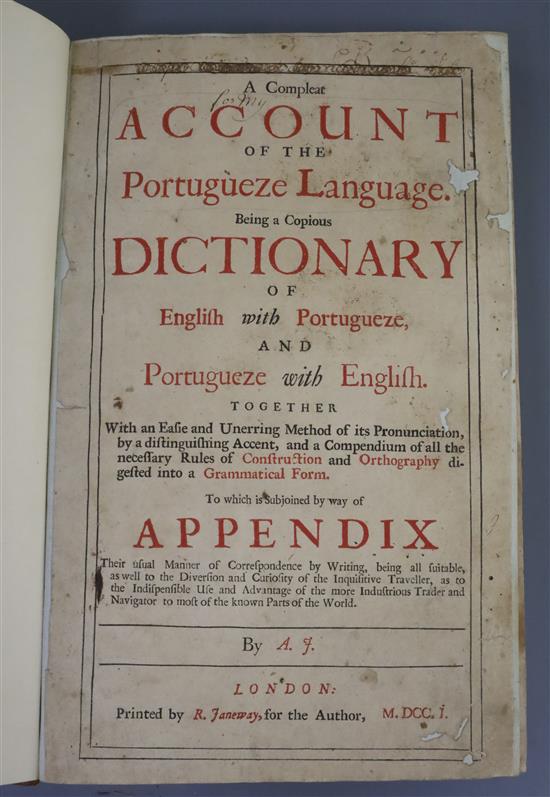 A Compleat
for My
ACCOUNT
OF THE
Portugueze Language.
Being a Copious
DICTIONARY
OF
Engliſh with Portugueze,
AND
Portugueze with Engliſh.
TOGETHER
With an Eaſie and Unerring Method of its Pronunciation,
by a diſtinguiſhing Accent, and a Compendium of all the
neceſſary Rules of Conſtruction and Orthography di-
geſted into a Grammatical Form.
To which is Subjoined by way of
APPENDIX
Their uſual Manner of Correſpondence by Writing, being all ſuitable,
as well to the Diverſion and Curioſity of the Inquiſitive Traveller, as to
the Indiſpenſible Uſe and Advantage of the more Induſtrious Trader and
Navigator to moſt of the known Parts of the World.
By A. J.
LONDON:
Printed by R. Janeway, for the Author, M.DCC.I.